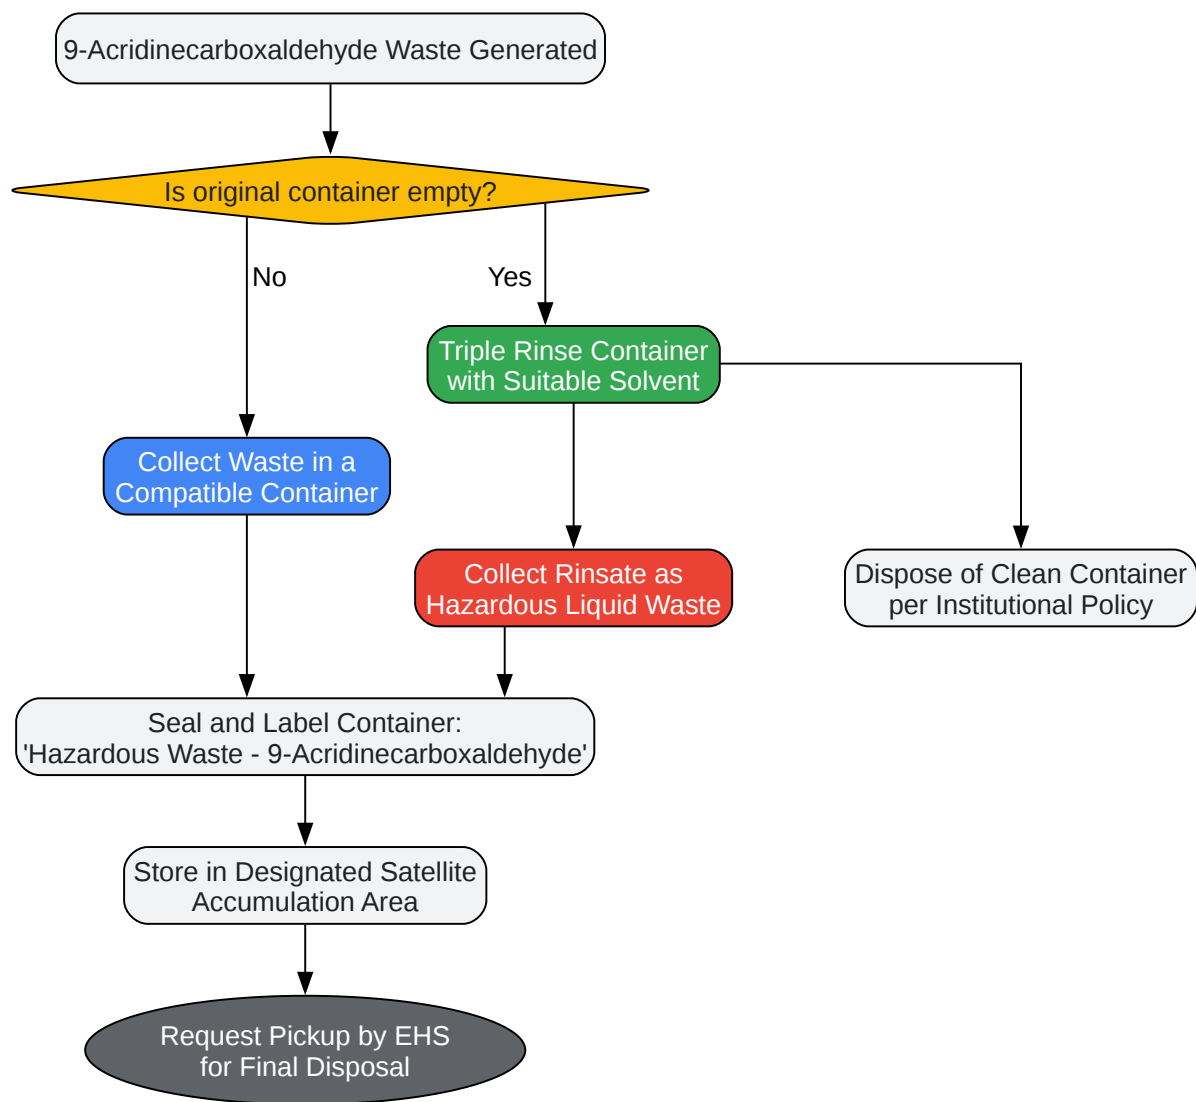 9-Acridinecarboxaldehyde Waste Generated
Is original container empty?
No
Yes
Triple Rinse Container
with Suitable Solvent
Collect Waste in a
Compatible Container
Collect Rinsate as
Hazardous Liquid Waste
Dispose of Clean Container
per Institutional Policy
Seal and Label Container:
'Hazardous Waste - 9-Acridinecarboxaldehyde'
Store in Designated Satellite
Accumulation Area
Request Pickup by EHS
for Final Disposal